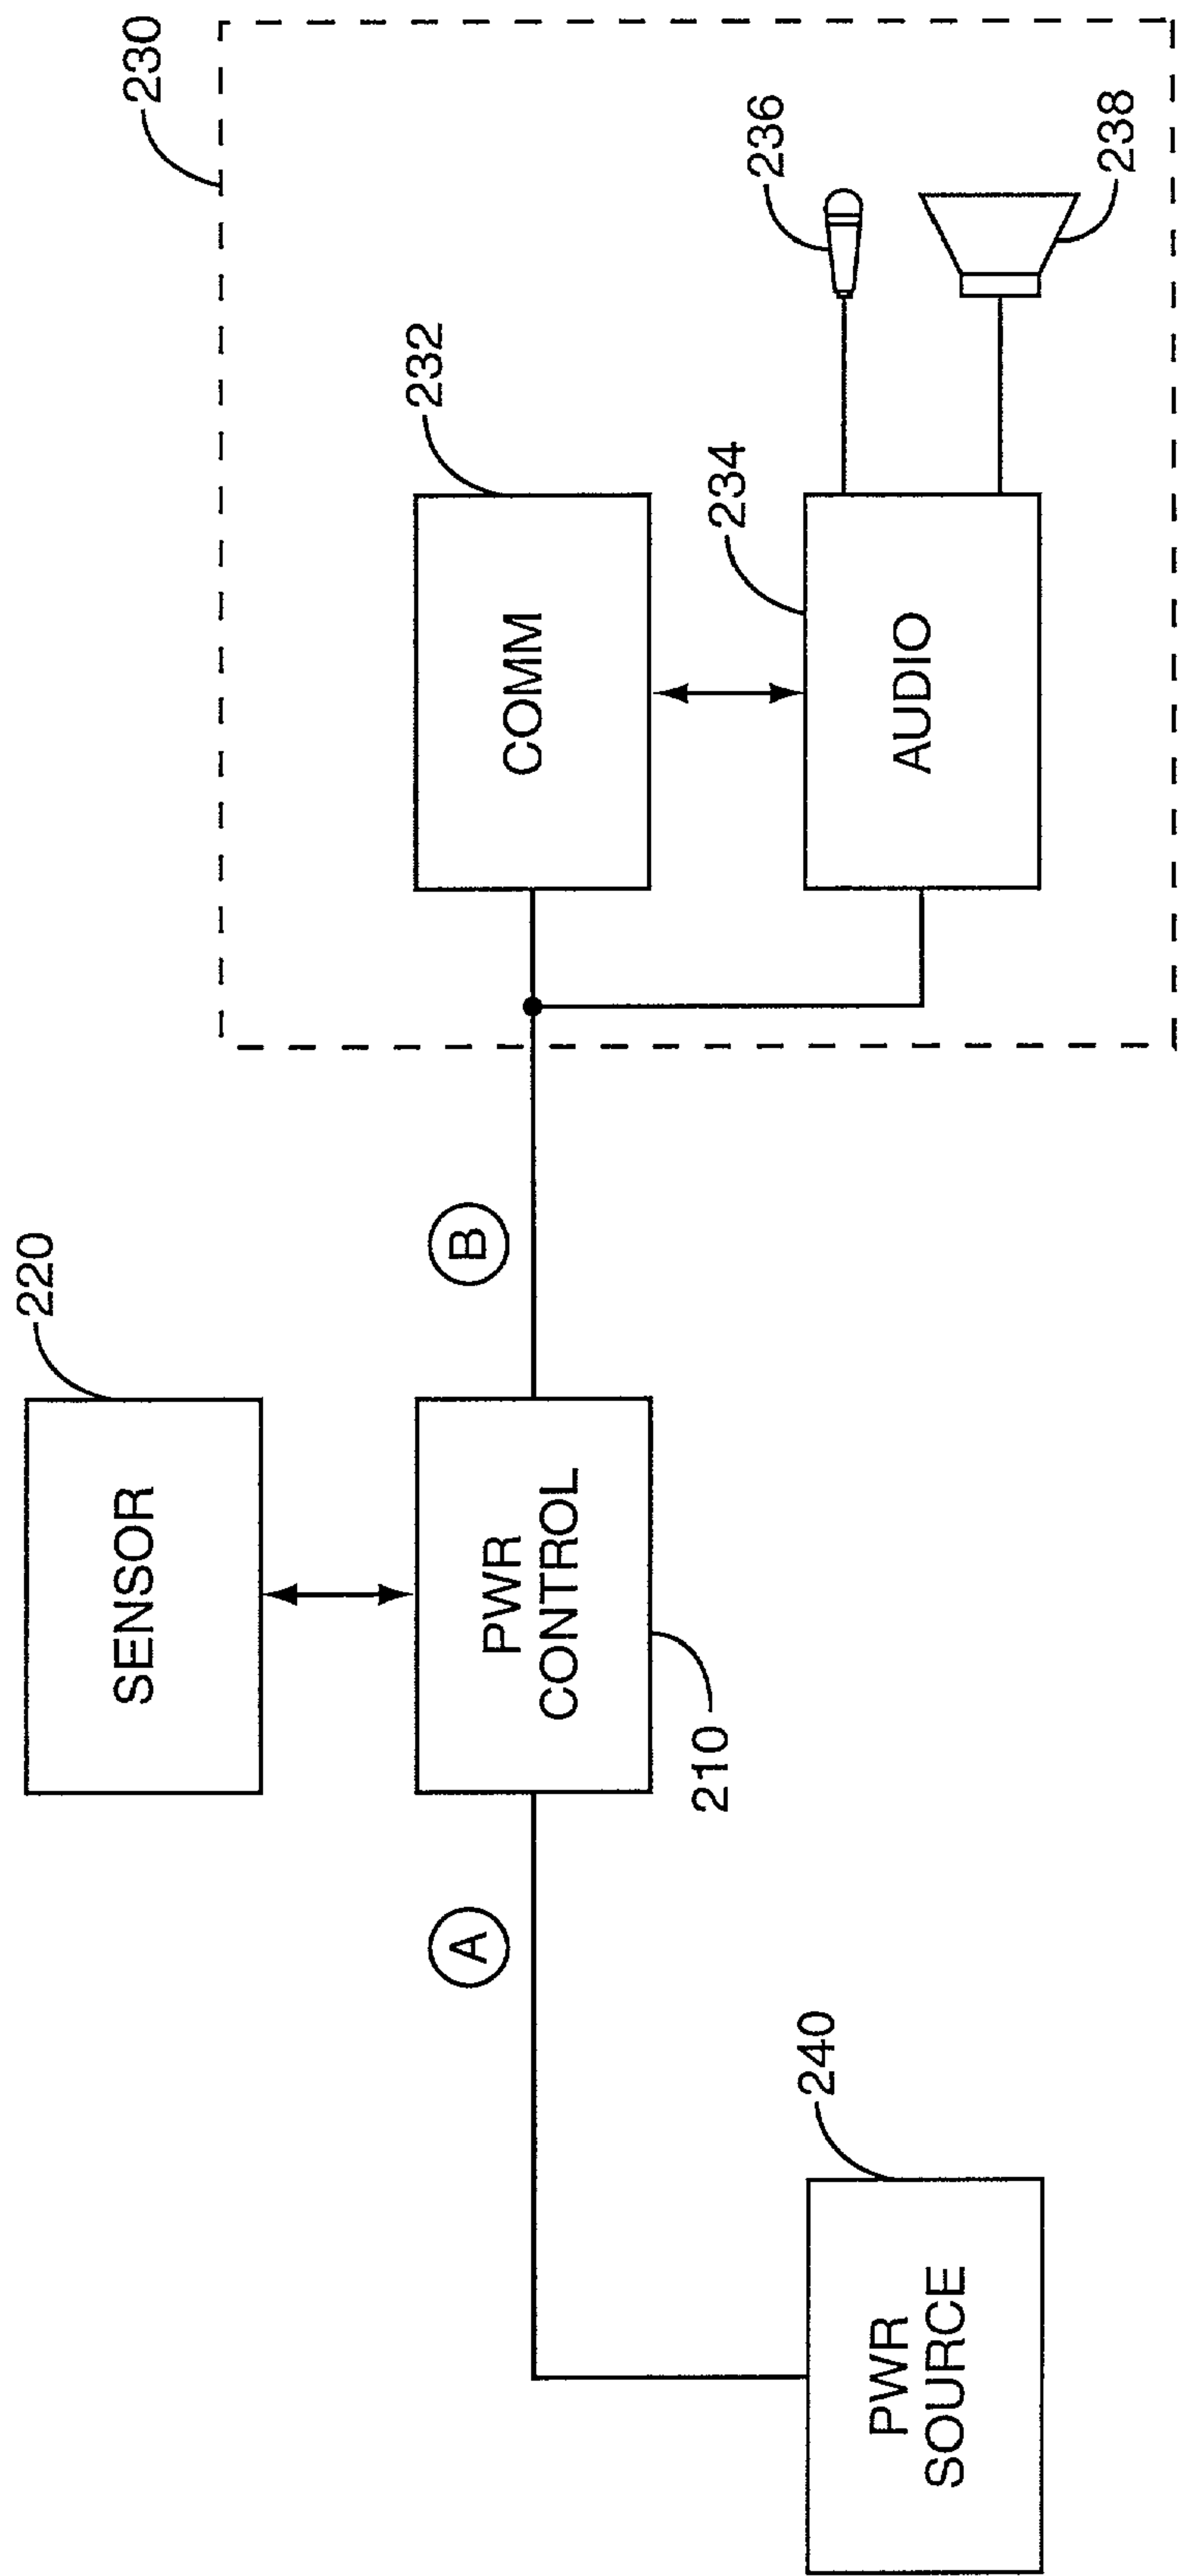 230
232
236
238
234
COMM
AUDIO
220
SENSOR
B
PWR
CONTROL
210
A
240
PWR
SOURCE